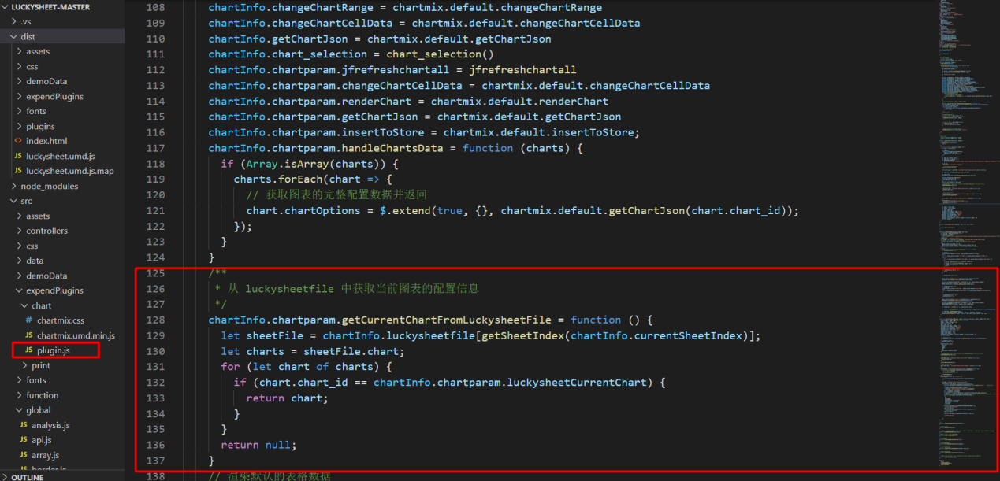 LUCKYSHEET-MASTER
.vs
dist
assets
css
demoData
expendPlugins
fonts
plugins
<> index.html
JS luckysheet.umd.js
JS luckysheet.umd.js.map
node_modules
src
assets
controllers
css
data
demoData
expendPlugins
chart
# chartmix.css
JS chartmix.umd.min.js
JS plugin.js
print
fonts
function
global
JS analysis.js
JS api.js
JS array.js
JS border.js
OUTLINE
108 chartInfo.changeChartRange = chartmix.default.changeChartRange
109 chartInfo.changeChartCellData = chartmix.default.changeChartCellData
110 chartInfo.getChartJson = chartmix.default.getChartJson
111 chartInfo.chart_selection = chart_selection()
112 chartInfo.chartparam.jfrefreshchartall = jfrefreshchartall
113 chartInfo.chartparam.changeChartCellData = chartmix.default.changeChartCellData
114 chartInfo.chartparam.renderChart = chartmix.default.renderChart
115 chartInfo.chartparam.getChartJson = chartmix.default.getChartJson
116 chartInfo.chartparam.insertToStore = chartmix.default.insertToStore;
117 chartInfo.chartparam.handleChartsData = function (charts) {
118 if (Array.isArray(charts)) {
119 charts.forEach(chart => {
120 // 获取图表的完整配置数据并返回
121 chart.chartOptions = $.extend(true, {}, chartmix.default.getChartJson(chart.chart_id));
122 });
123 }
124 }
125 /**
126 * 从 luckysheetfile 中获取当前图表的配置信息
127 */
128 chartInfo.chartparam.getCurrentChartFromLuckysheetFile = function () {
129 let sheetFile = chartInfo.luckysheetfile[getSheetIndex(chartInfo.currentSheetIndex)];
130 let charts = sheetFile.chart;
131 for (let chart of charts) {
132 if (chart.chart_id == chartInfo.chartparam.luckysheetCurrentChart) {
133 return chart;
134 }
135 }
136 return null;
137 }
138 // 渲染默认的表格数据